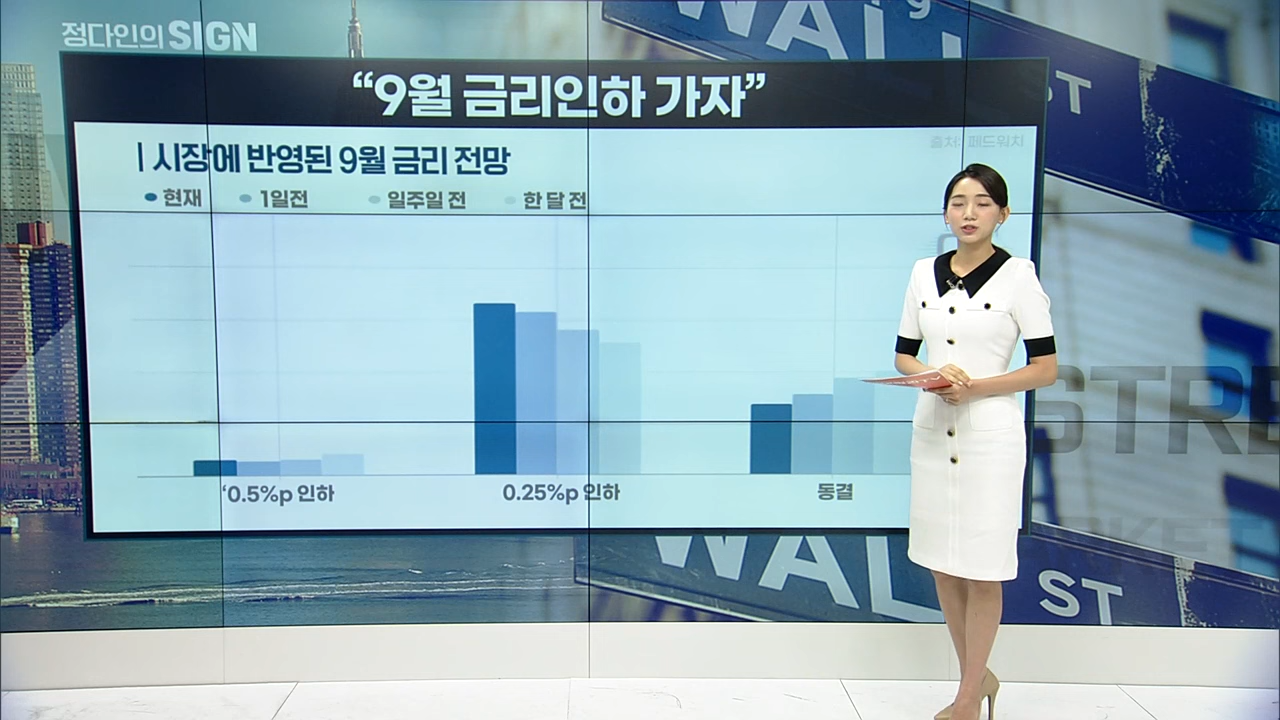 정다인의 SIGN
“9월 금리인하 가자”
출처: 페드워치
| 시장에 반영된 9월 금리 전망
현재 1일전 일주일 전 한 달 전
‘0.5%p 인하 0.25%p 인하 동결
WALL ST
STRE
MARKET
WALL ST